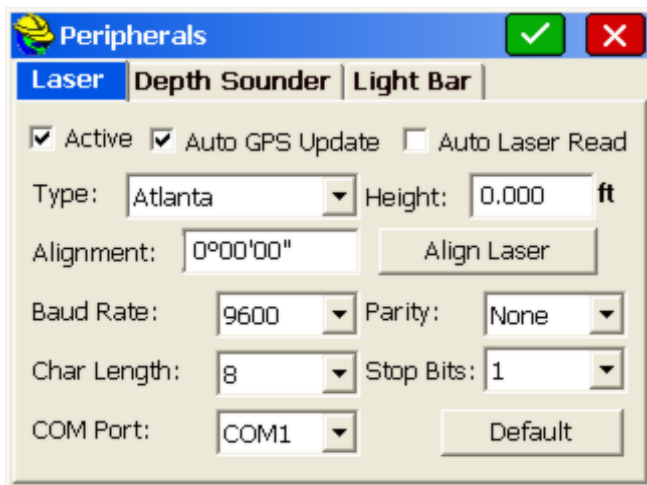 Peripherals
Laser Depth Sounder Light Bar
Active Auto GPS Update Auto Laser Read
Type: Atlanta Height: 0.000 ft
Alignment: 0º00'00" Align Laser
Baud Rate: 9600 Parity: None
Char Length: 8 Stop Bits: 1
COM Port: COM1 Default